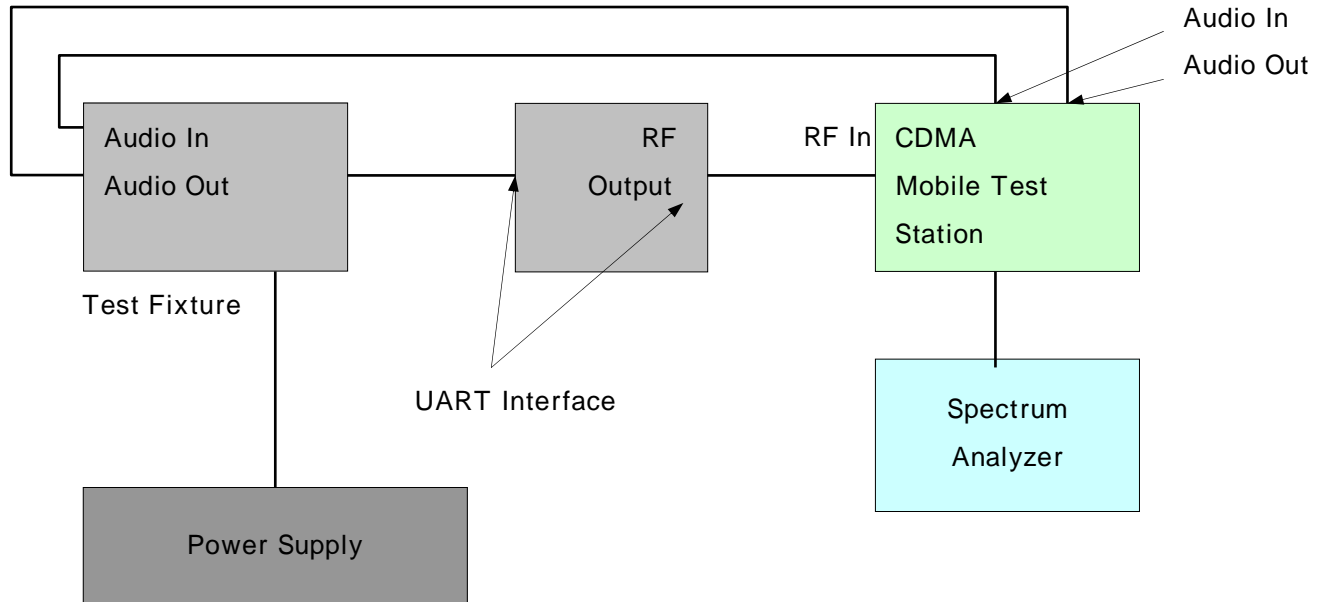 Audio In
Audio Out
Audio In
Audio Out
RF
Output
RF In
CDMA
Mobile Test
Station
Test Fixture
UART Interface
Spectrum
Analyzer
Power Supply